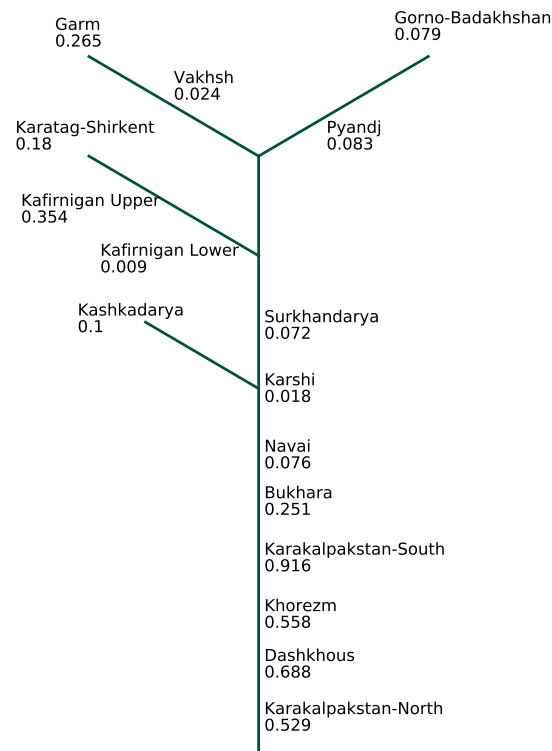 Garm
0.265
Gorno-Badakhshan
0.079
Vakhsh
0.024
Karatag-Shirkent
0.18
Pyandj
0.083
Kafirnigan Upper
0.354
Kafirnigan Lower
0.009
Kashkadarya
0.1
Surkhandarya
0.072
Karshi
0.018
Navai
0.076
Bukhara
0.251
Karakalpakstan-South
0.916
Khorezm
0.558
Dashkhous
0.688
Karakalpakstan-North
0.529